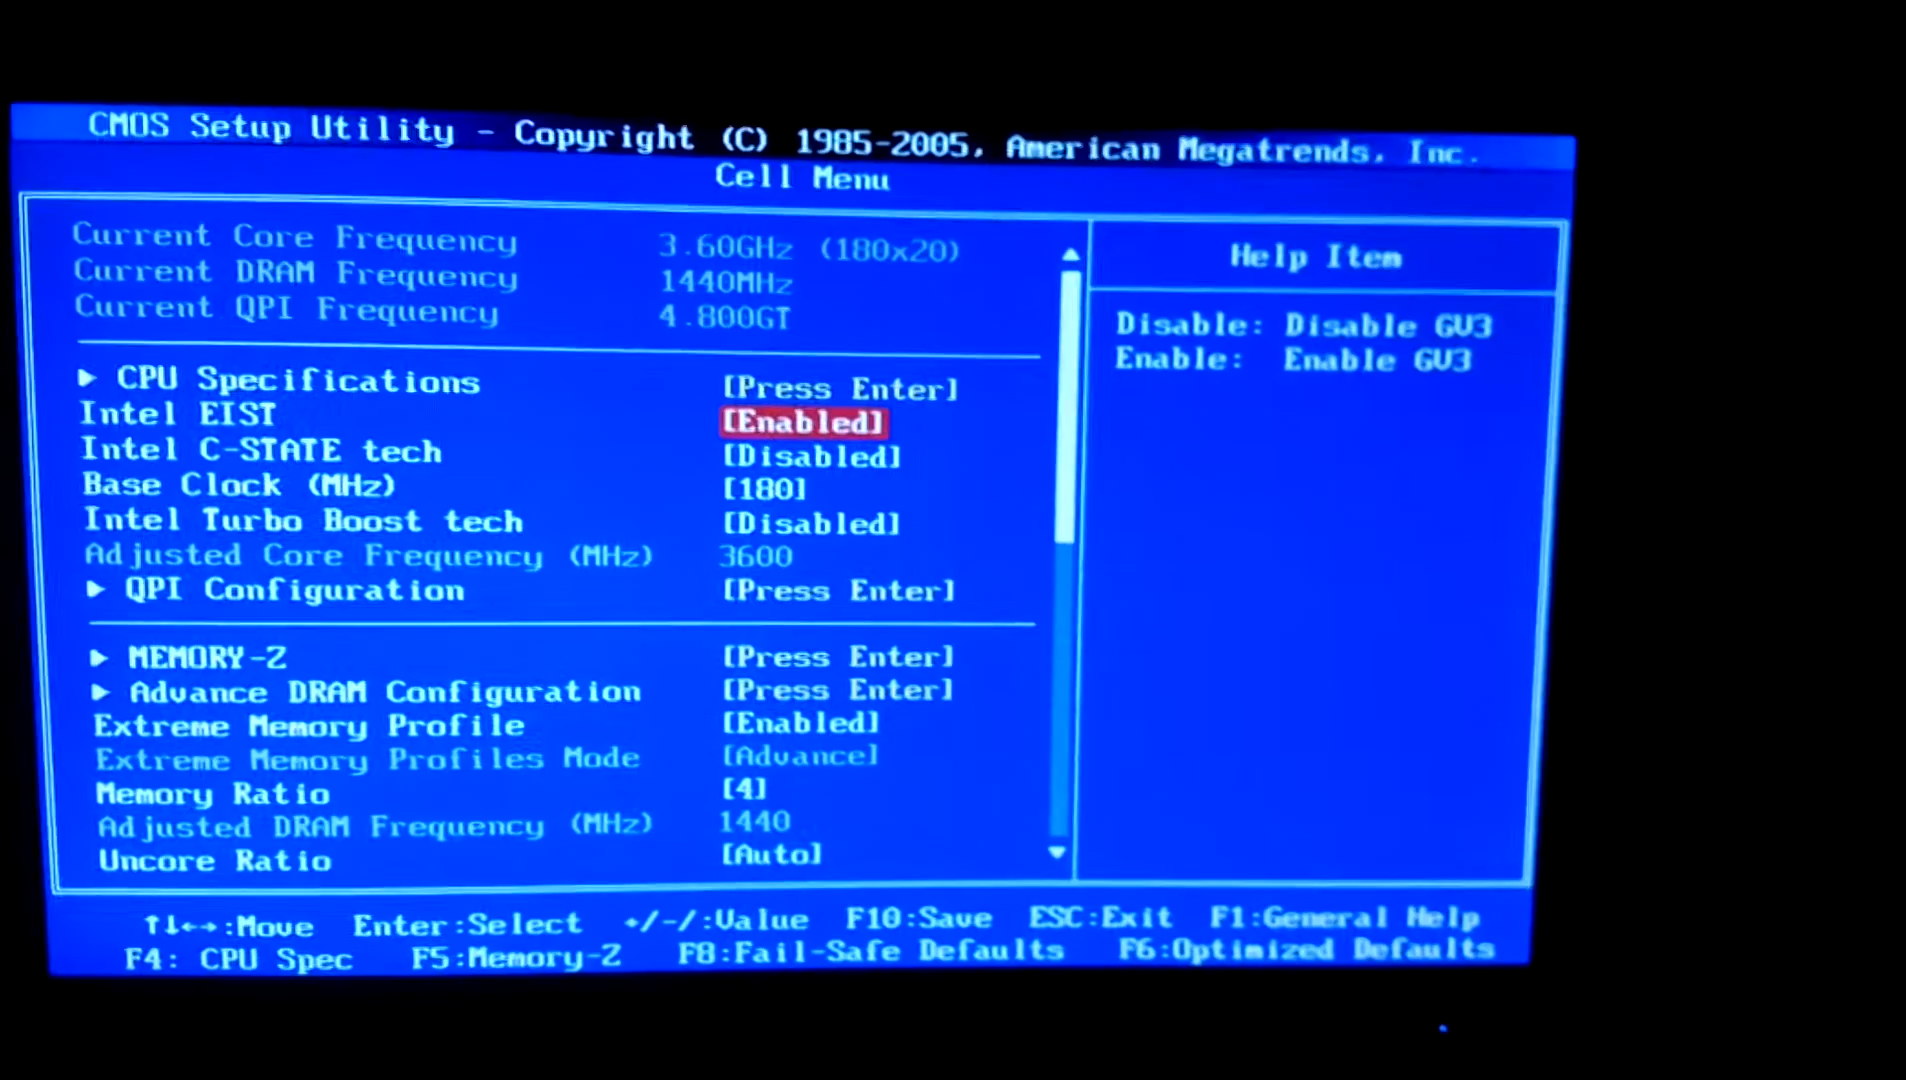 CMOS Setup Utility - Copyright (C) 1985-2005, American Megatrends, Inc.
Cell Menu
Current Core Frequency 3.60GHz (180x20)
Current DRAM Frequency 1440MHz
Current QPI Frequency 4.800GT
▶ CPU Specifications [Press Enter]
Intel EIST [Enabled]
Intel C-STATE tech [Disabled]
Base Clock (MHz) [180]
Intel Turbo Boost tech [Disabled]
Adjusted Core Frequency (MHz) 3600
▶ QPI Configuration [Press Enter]
▶ MEMORY-Z [Press Enter]
▶ Advance DRAM Configuration [Press Enter]
Extreme Memory Profile [Enabled]
Extreme Memory Profiles Mode [Advance]
Memory Ratio [4]
Adjusted DRAM Frequency (MHz) 1440
Uncore Ratio [Auto]
Help Item
Disable: Disable GV3
Enable: Enable GV3
↑↓←→:Move Enter:Select +/-/:Value F10:Save ESC:Exit F1:General Help
F4: CPU Spec F5:Memory-Z F8:Fail-Safe Defaults F6:Optimized Defaults